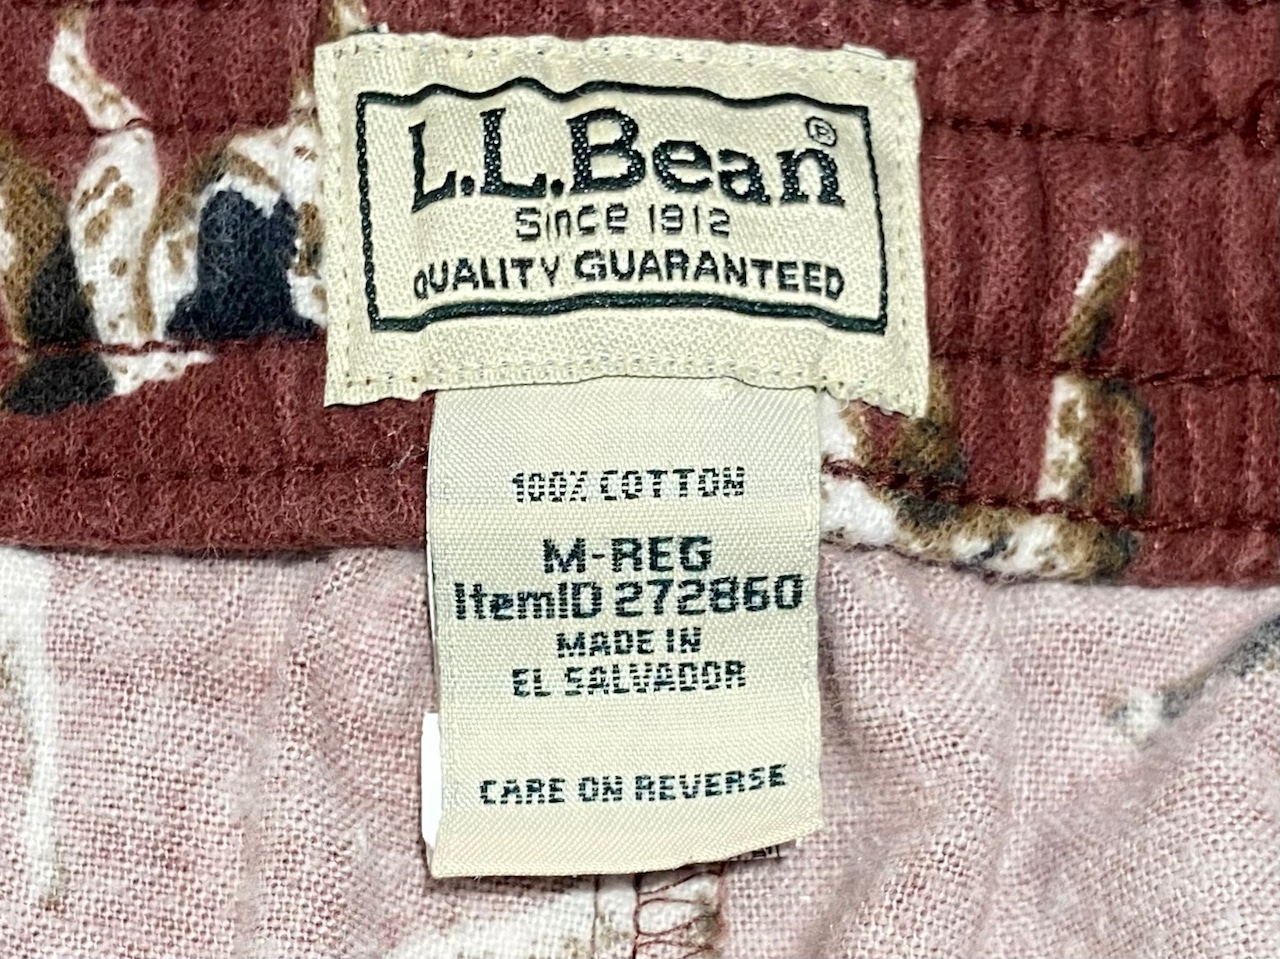 L.L.Bean®
Since 1912
QUALITY GUARANTEED
100% COTTON
M-REG
ItemID 272860
MADE IN
EL SALVADOR
CARE ON REVERSE